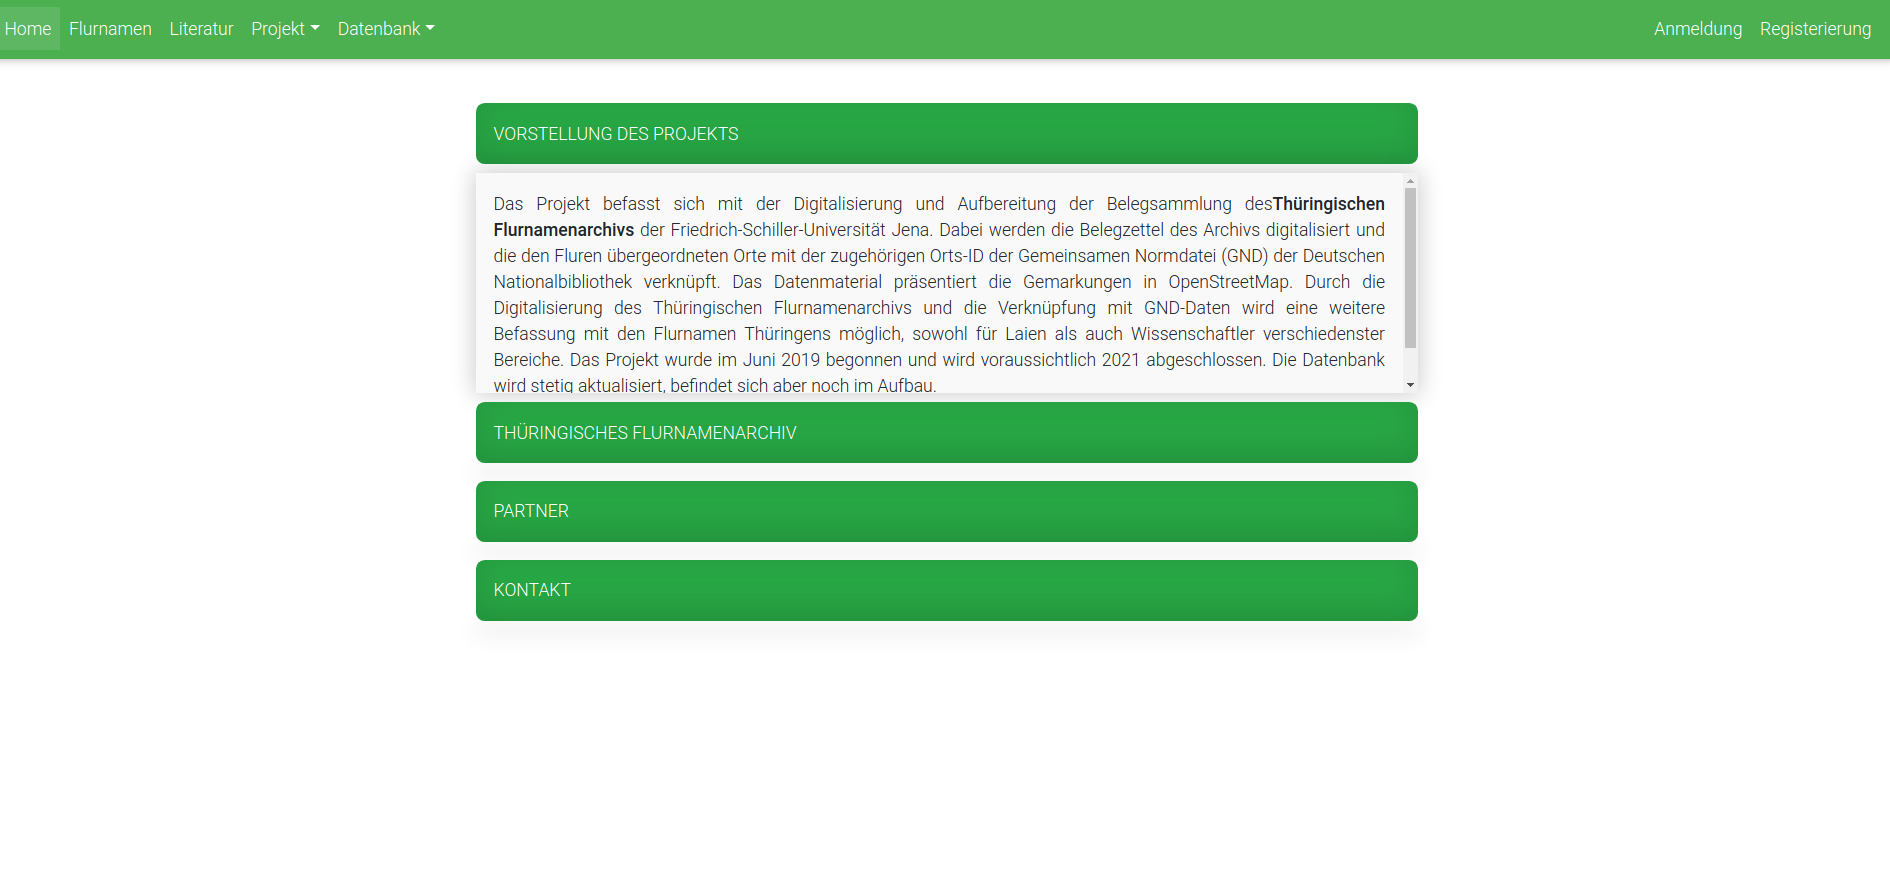 Home Flurnamen Literatur Projekt Datenbank Anmeldung Registrierung
VORSTELLUNG DES PROJEKTS
Das Projekt befasst sich mit der Digitalisierung und Aufbereitung der Belegsammlung desThüringischen
Flurnamenarchivs der Friedrich-Schiller-Universität Jena. Dabei werden die Belegzettel des Archivs digitalisiert und
die den Fluren übergeordneten Orte mit der zugehörigen Orts-ID der Gemeinsamen Normdatei (GND) der Deutschen
Nationalbibliothek verknüpft. Das Datenmaterial präsentiert die Gemarkungen in OpenStreetMap. Durch die
Digitalisierung des Thüringischen Flurnamenarchivs und die Verknüpfung mit GND-Daten wird eine weitere
Befassung mit den Flurnamen Thüringens möglich, sowohl für Laien als auch Wissenschaftler verschiedenster
Bereiche. Das Projekt wurde im Juni 2019 begonnen und wird voraussichtlich 2021 abgeschlossen. Die Datenbank
wird stetig aktualisiert, befindet sich aber noch im Aufbau.
THÜRINGISCHES FLURNAMENARCHIV
PARTNER
KONTAKT